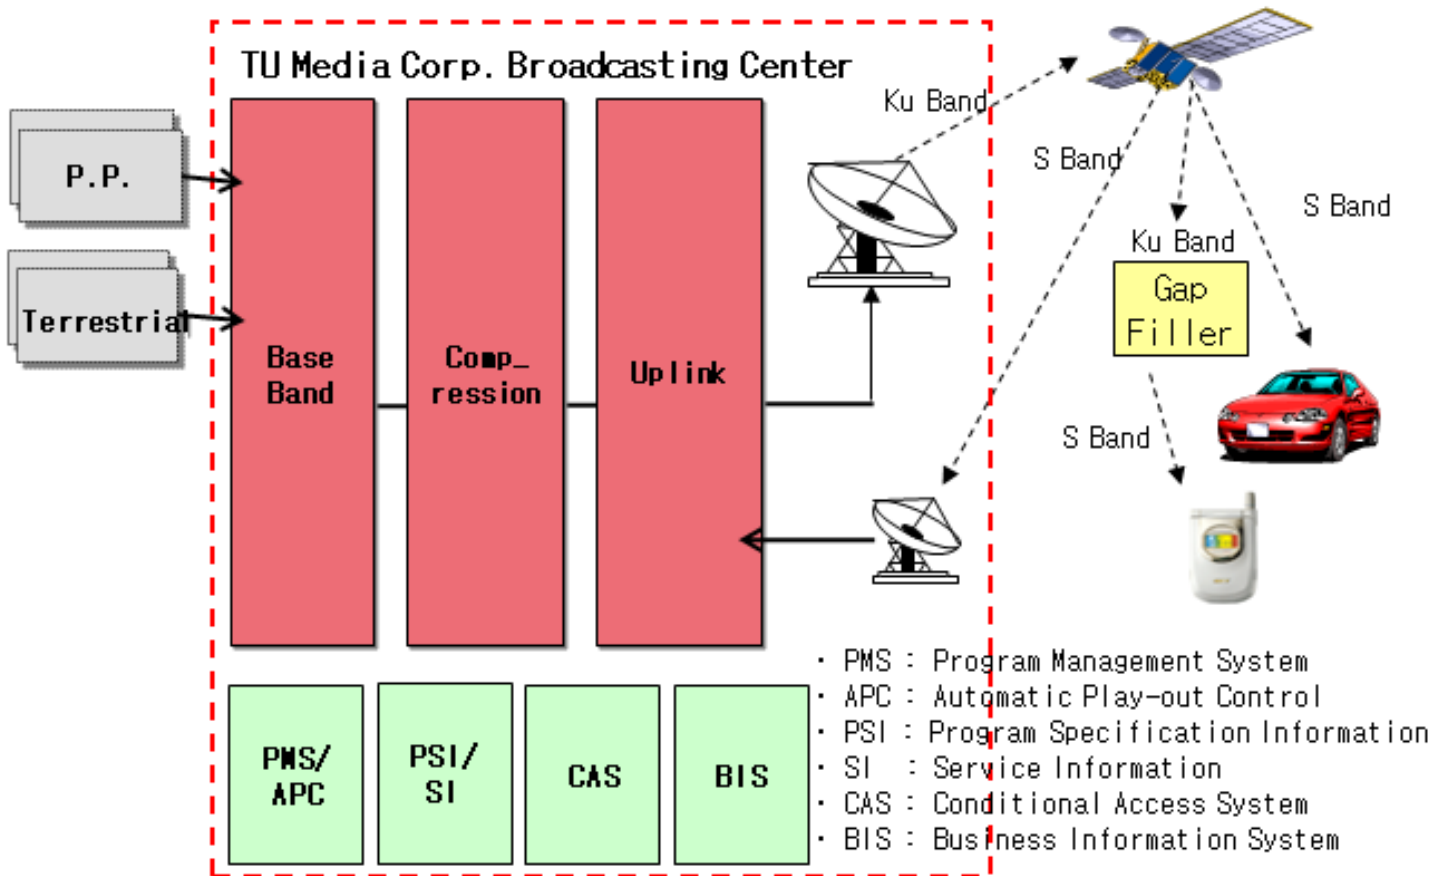 TU Media Corp. Broadcasting Center
Ku Band
S Band
S Band
P.P.
Ku Band
Gap
Filler
Terrestrial
Base
Band
Comp_
ression
Uplink
S Band
· PMS : Program Management System
· APC : Automatic Play-out Control
· PSI : Program Specification Information
· SI : Service Information
· CAS : Conditional Access System
· BIS : Business Information System
PMS/
APC
PSI/
SI
CAS
BIS